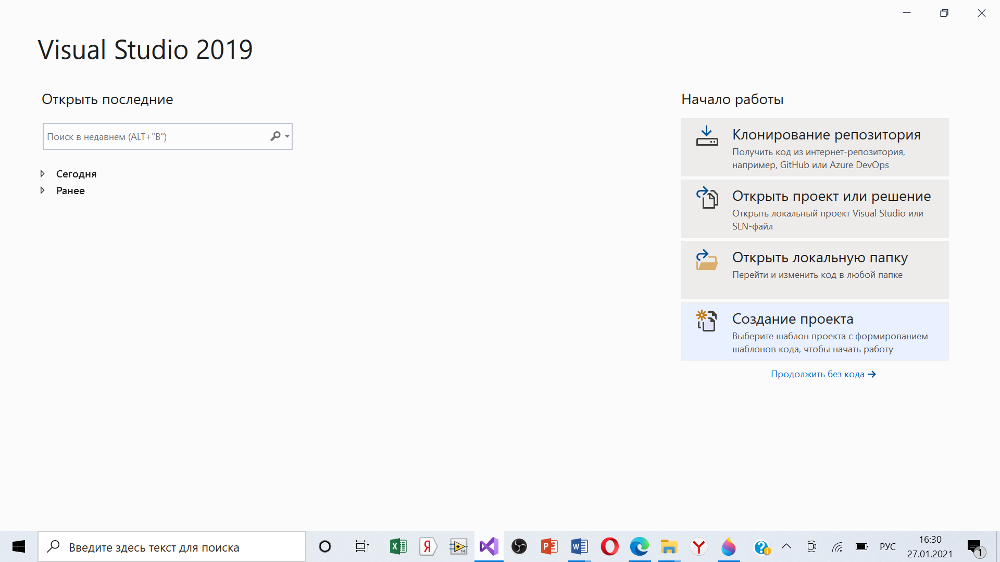 Visual Studio 2019
Открыть последние
Поиск в недавнем (ALT+"В")
Сегодня
Ранее
Начало работы
Клонирование репозитория
Получить код из интернет-репозитория,
например, GitHub или Azure DevOps
Открыть проект или решение
Открыть локальный проект Visual Studio или
SLN-файл
Открыть локальную папку
Перейти и изменить код в любой папке
Создание проекта
Выберите шаблон проекта с формированием
шаблонов кода, чтобы начать работу
Продолжить без кода
Введите здесь текст для поиска
X
Я
14
P
W
Y
?
РУС
16:30
27.01.2021
1